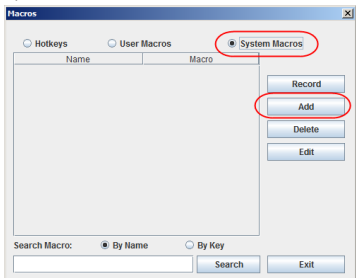 Macros
Hotkeys User Macros System Macros
Name Macro
Record
Add
Delete
Edit
Search Macro: By Name By Key
Search Exit